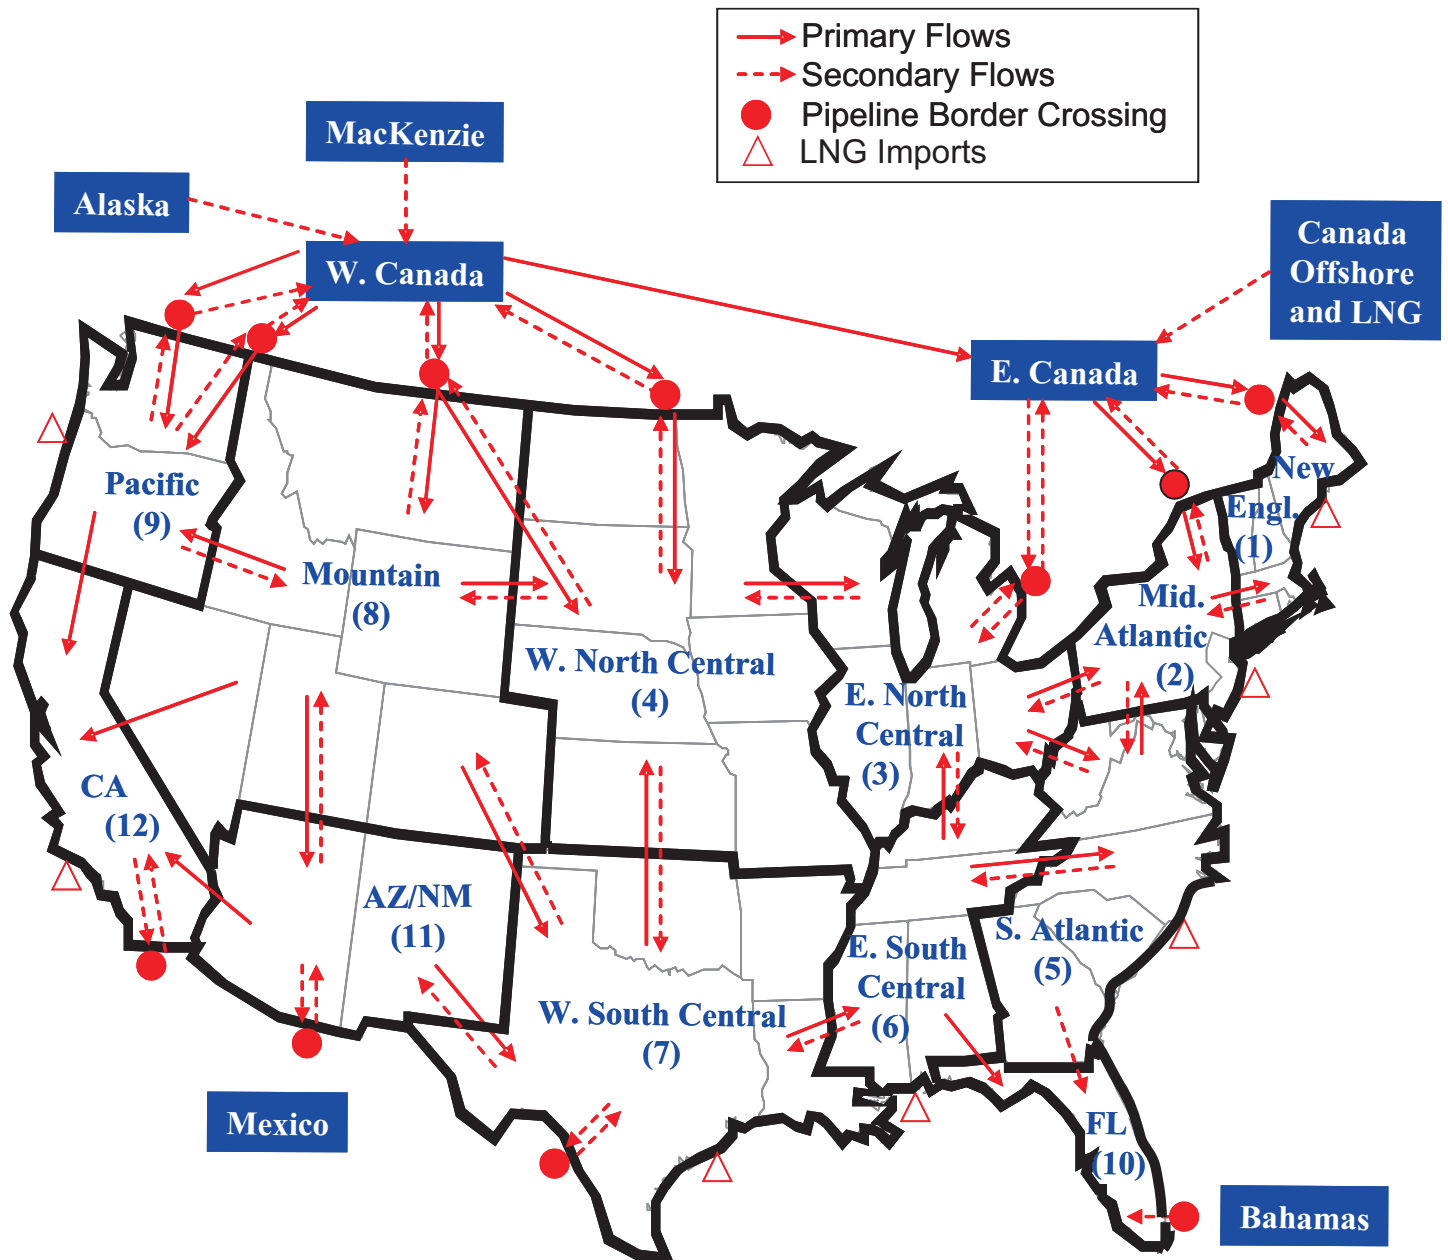 Primary Flows
Secondary Flows
Pipeline Border Crossing
LNG Imports
MacKenzie
Alaska
W. Canada
Canada
Offshore
and LNG
E. Canada
New
Engl.
(1)
Pacific
(9)
Mountain
(8)
Mid.
Atlantic
(2)
W. North Central
(4)
E. North
Central
(3)
CA
(12)
AZ/NM
(11)
E. South
Central
(6)
S. Atlantic
(5)
W. South Central
(7)
Mexico
FL
(10)
Bahamas